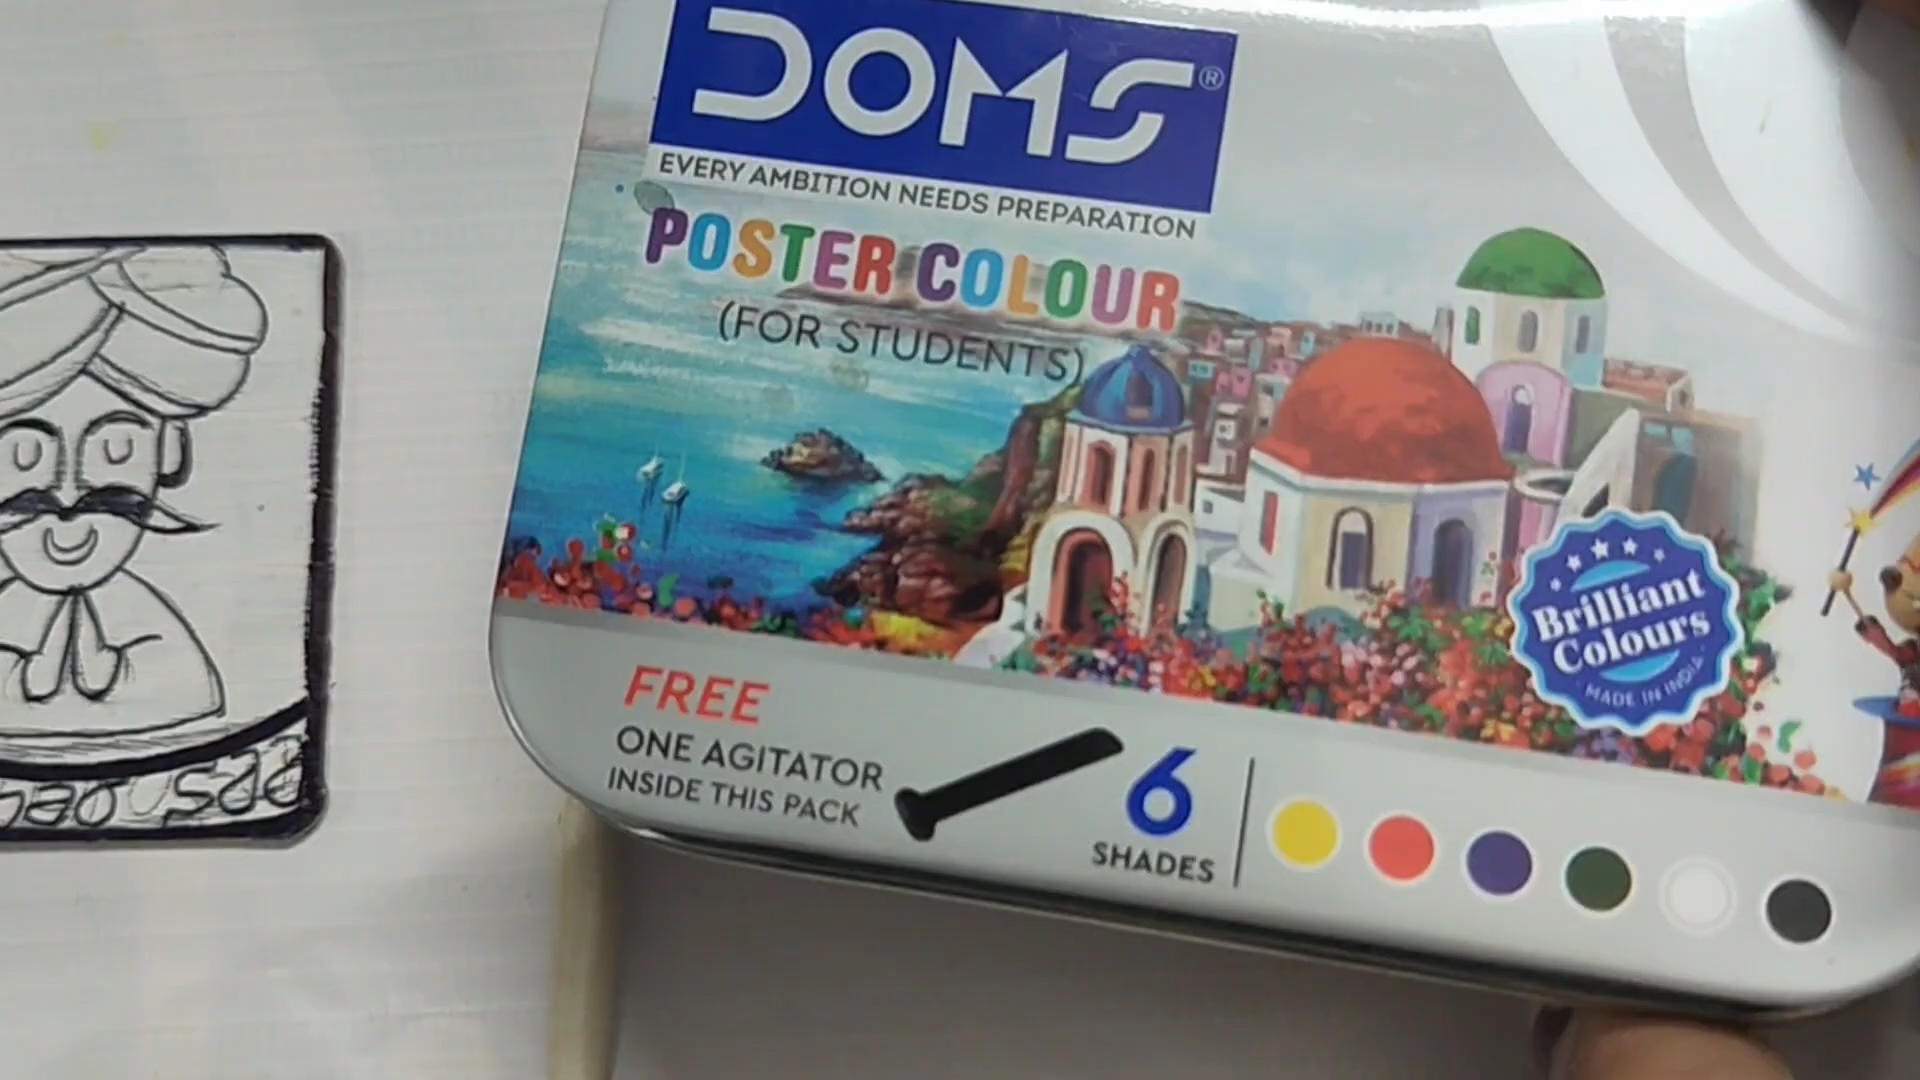 DOMS®
EVERY AMBITION NEEDS PREPARATION
POSTER COLOUR
(FOR STUDENTS)
Brilliant
Colours
MADE IN INDIA
FREE
ONE AGITATOR
INSIDE THIS PACK
6
SHADES